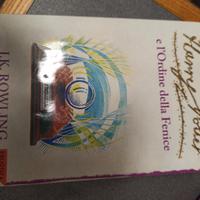 Harry Potter
e l'Ordine della Fenice
J.K. ROWLING